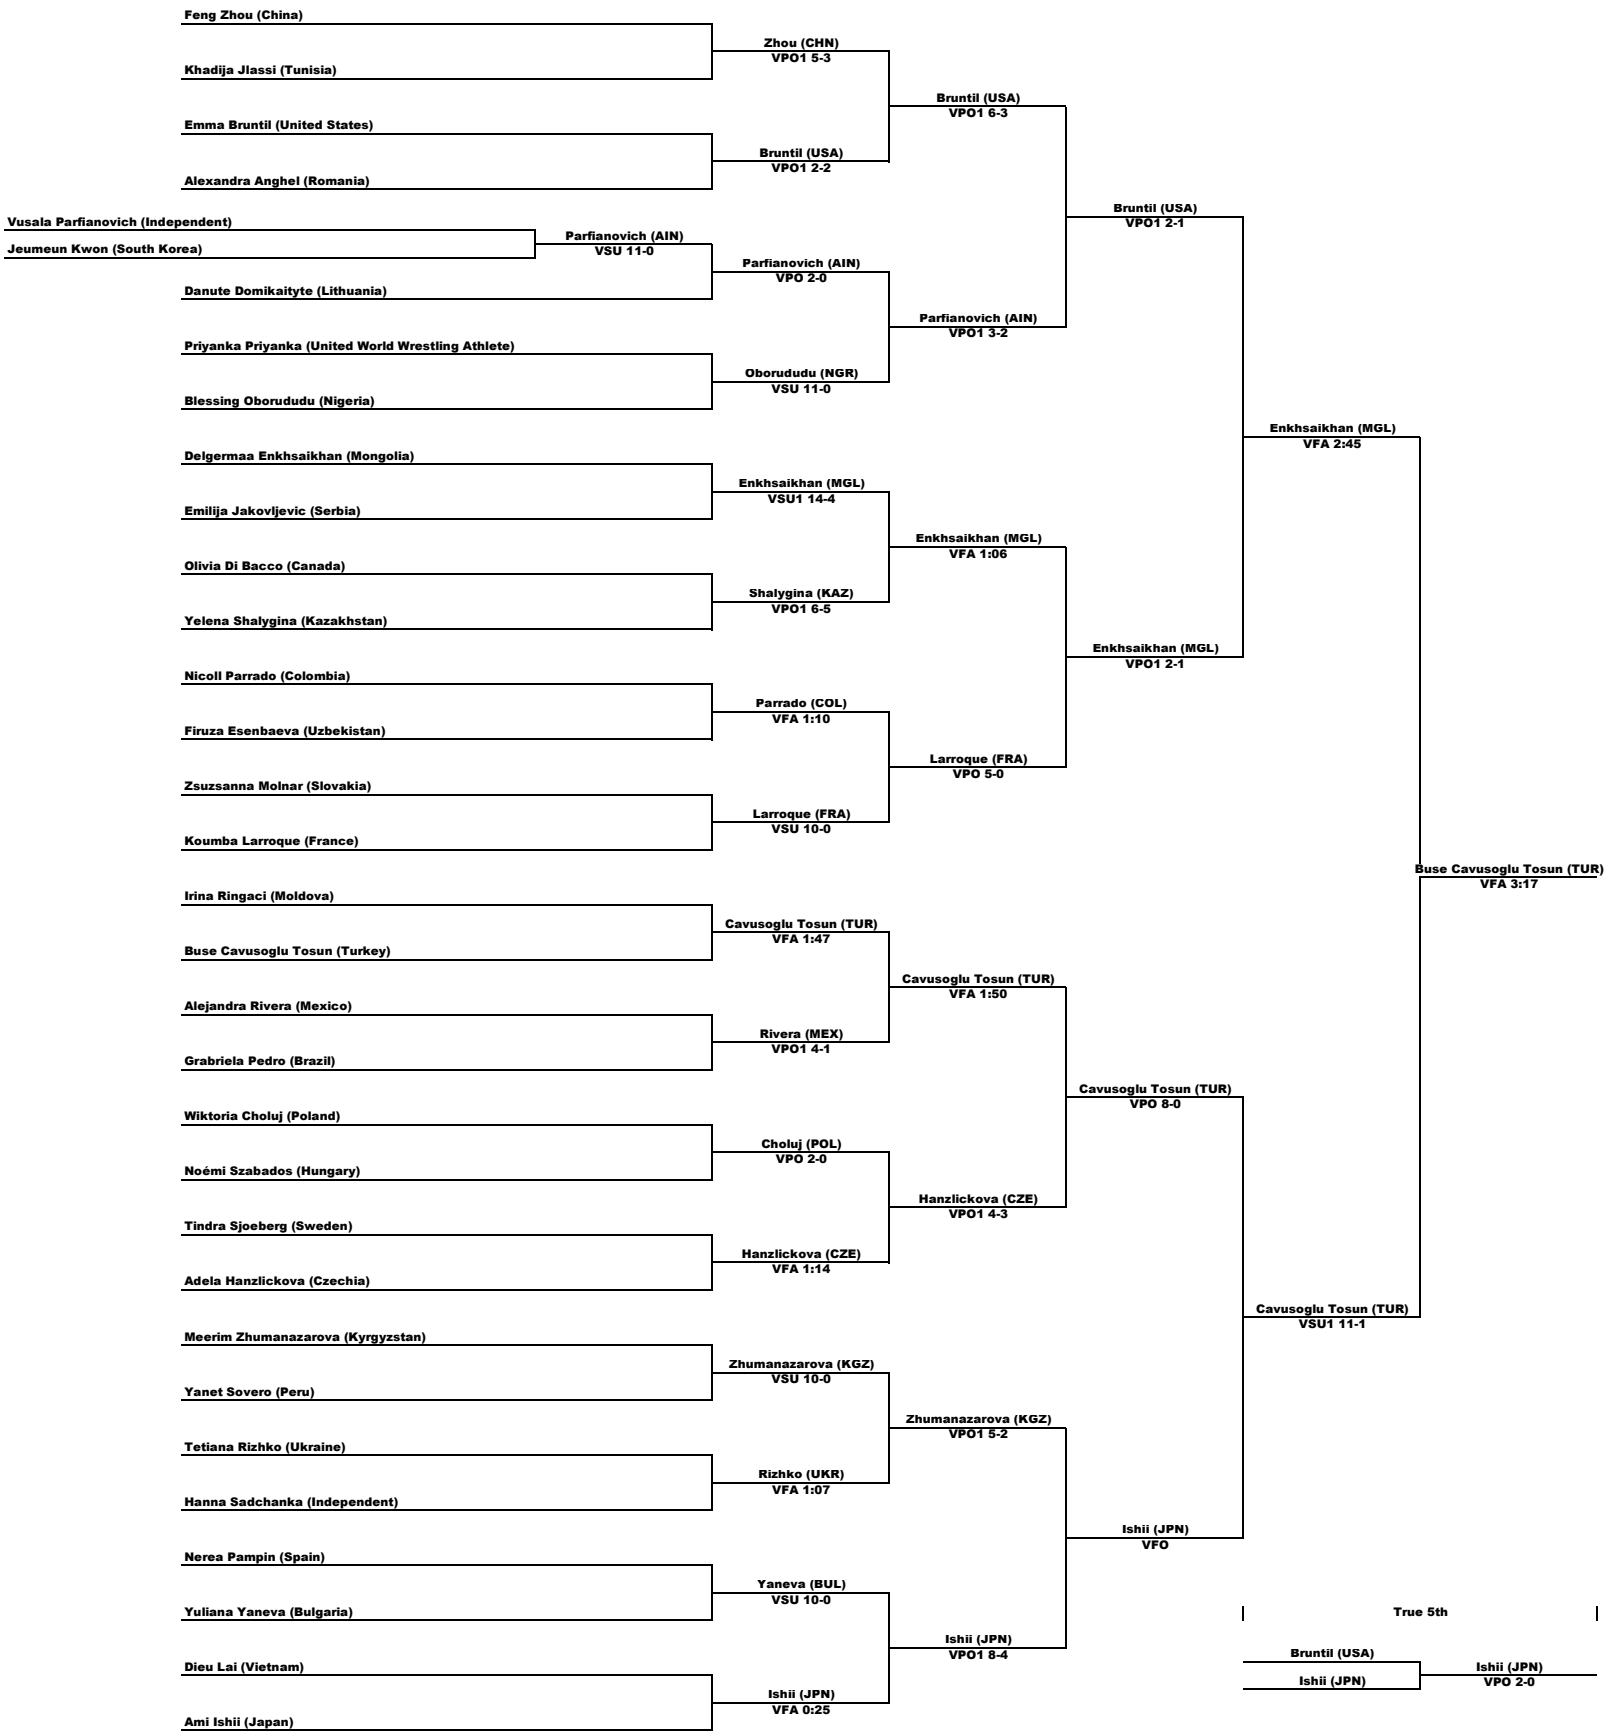 Feng Zhou (China)
Zhou (CHN)
VPO1 5-3
Khadija Jlassi (Tunisia)
Bruntil (USA)
VPO1 6-3
Emma Bruntil (United States)
Bruntil (USA)
VPO1 2-2
Alexandra Anghel (Romania)
Bruntil (USA)
VPO1 2-1
Vusala Parfianovich (Independent)
Parfianovich (AIN)
VSU 11-0
Jeumeun Kwon (South Korea)
Parfianovich (AIN)
VPO 2-0
Danute Domikaityte (Lithuania)
Parfianovich (AIN)
VPO1 3-2
Priyanka Priyanka (United World Wrestling Athlete)
Oborududu (NGR)
VSU 11-0
Blessing Oborududu (Nigeria)
Enkhsaikhan (MGL)
VFA 2:45
Delgermaa Enkhsaikhan (Mongolia)
Enkhsaikhan (MGL)
VSU1 14-4
Emilija Jakovljevic (Serbia)
Enkhsaikhan (MGL)
VFA 1:06
Olivia Di Bacco (Canada)
Shalygina (KAZ)
VPO1 6-5
Yelena Shalygina (Kazakhstan)
Enkhsaikhan (MGL)
VPO1 2-1
Nicoll Parrado (Colombia)
Parrado (COL)
VFA 1:10
Firuza Esenbaeva (Uzbekistan)
Larroque (FRA)
VPO 5-0
Zsuzsanna Molnar (Slovakia)
Larroque (FRA)
VSU 10-0
Koumba Larroque (France)
Buse Cavusoglu Tosun (TUR)
VFA 3:17
Irina Ringaci (Moldova)
Cavusoglu Tosun (TUR)
VFA 1:47
Buse Cavusoglu Tosun (Turkey)
Cavusoglu Tosun (TUR)
VFA 1:50
Alejandra Rivera (Mexico)
Rivera (MEX)
VPO1 4-1
Grabriela Pedro (Brazil)
Cavusoglu Tosun (TUR)
VPO 8-0
Wiktoria Choluj (Poland)
Choluj (POL)
VPO 2-0
Noémi Szabados (Hungary)
Hanzlickova (CZE)
VPO1 4-3
Tindra Sjoeberg (Sweden)
Hanzlickova (CZE)
VFA 1:14
Adela Hanzlickova (Czechia)
Cavusoglu Tosun (TUR)
VSU1 11-1
Meerim Zhumanazarova (Kyrgyzstan)
Zhumanazarova (KGZ)
VSU 10-0
Yanet Sovero (Peru)
Zhumanazarova (KGZ)
VPO1 5-2
Tetiana Rizhko (Ukraine)
Rizhko (UKR)
VFA 1:07
Hanna Sadchanka (Independent)
Ishii (JPN)
VFO
Nerea Pampin (Spain)
Yaneva (BUL)
VSU 10-0
Yuliana Yaneva (Bulgaria)
True 5th
Ishii (JPN)
VPO1 8-4
Bruntil (USA)
Dieu Lai (Vietnam)
Ishii (JPN)
VPO 2-0
Ishii (JPN)
Ishii (JPN)
VFA 0:25
Ami Ishii (Japan)